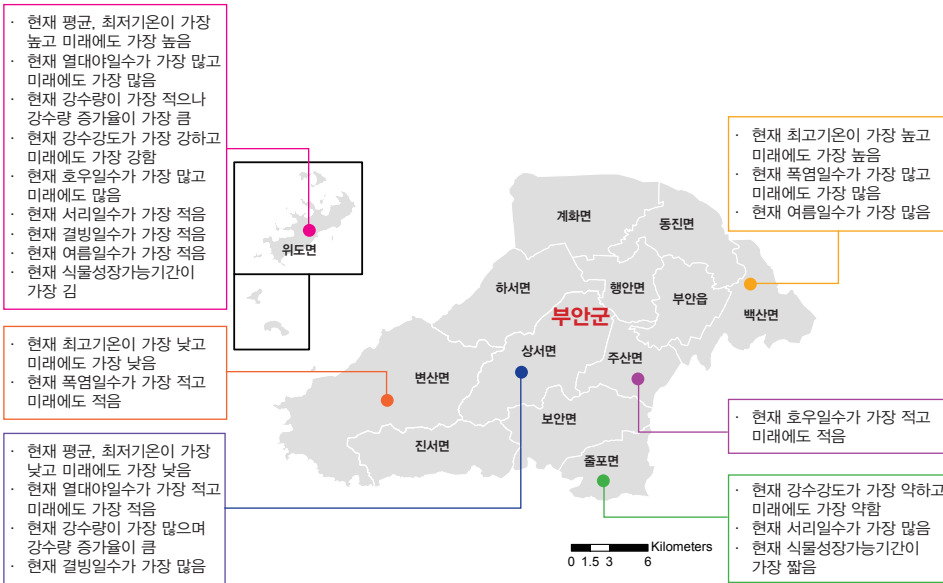 · 현재 평균, 최저기온이 가장
높고 미래에도 가장 높음
· 현재 열대야일수가 가장 많고
미래에도 가장 많음
· 현재 강수량이 가장 적으나
강수량 증가율이 가장 큼
· 현재 강수강도가 가장 강하고
미래에도 가장 강함
· 현재 호우일수가 가장 많고
미래에도 많음
· 현재 서리일수가 가장 적음
· 현재 결빙일수가 가장 적음
· 현재 여름일수가 가장 적음
· 현재 식물성장가능기간이
가장 김
· 현재 최고기온이 가장 낮고
미래에도 가장 낮음
· 현재 폭염일수가 가장 적고
미래에도 적음
· 현재 평균, 최저기온이 가장
낮고 미래에도 가장 낮음
· 현재 열대야일수가 가장 적고
미래에도 가장 적음
· 현재 강수량이 가장 많으며
강수량 증가율이 큼
· 현재 결빙일수가 가장 많음
위도면
계화면
동진면
하서면
행안면
부안읍
백산면
부안군
상서면
주산면
변산면
보안면
진서면
줄포면
Kilometers
0 1.5 3 6
· 현재 최고기온이 가장 높고
미래에도 가장 높음
· 현재 폭염일수가 가장 많고
미래에도 가장 많음
· 현재 여름일수가 가장 많음
· 현재 호우일수가 가장 적고
미래에도 적음
· 현재 강수강도가 가장 약하고
미래에도 가장 약함
· 현재 서리일수가 가장 많음
· 현재 식물성장가능기간이
가장 짧음